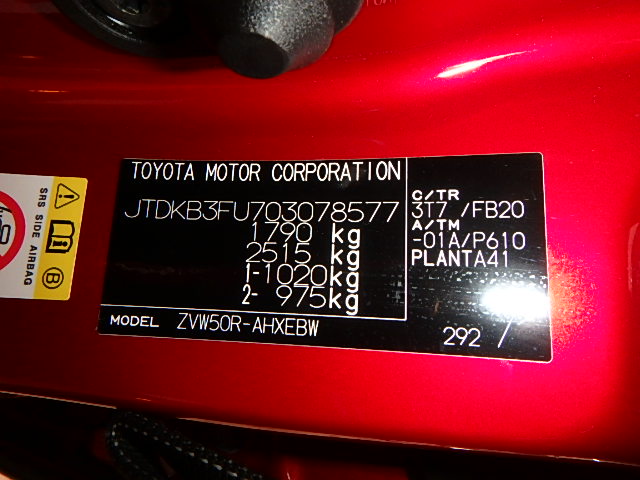 TOYOTA MOTOR CORPORATION
JTDKB3FU703078577
1790 kg
2515 kg
1-1020kg
2- 975kg
C/TR
3T7 /FB20
A/TM
-01A/P610
PLANTA41
MODEL ZVW50R-AHXEBW
292 /
SRS SIDE AIRBAG
B